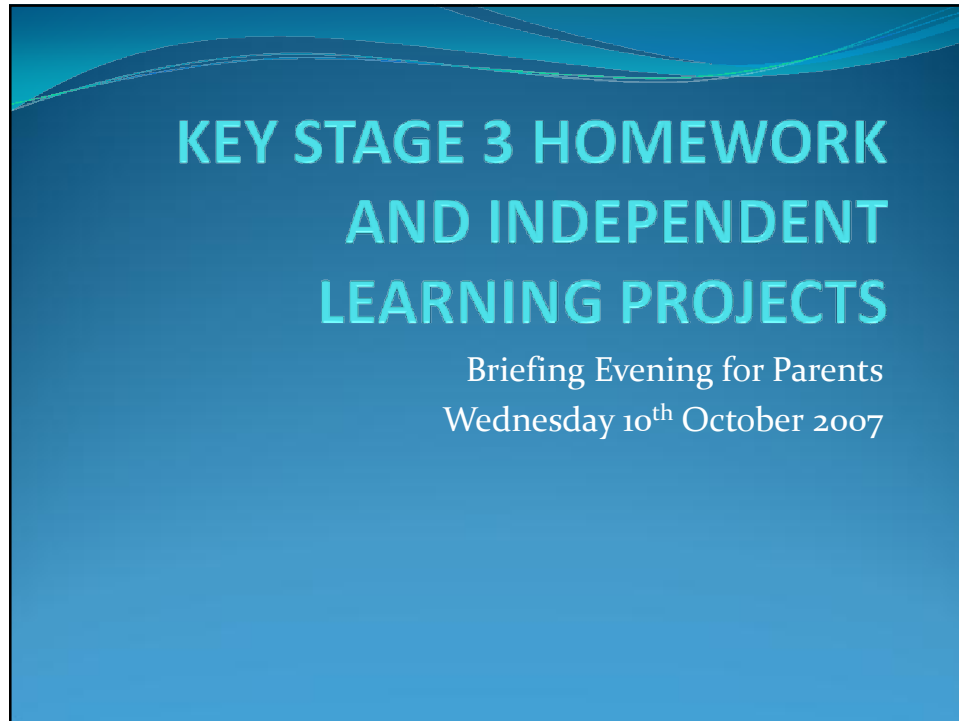 KEY STAGE 3 HOMEWORK
AND INDEPENDENT
LEARNING PROJECTS
Briefing Evening for Parents
Wednesday 10th October 2007